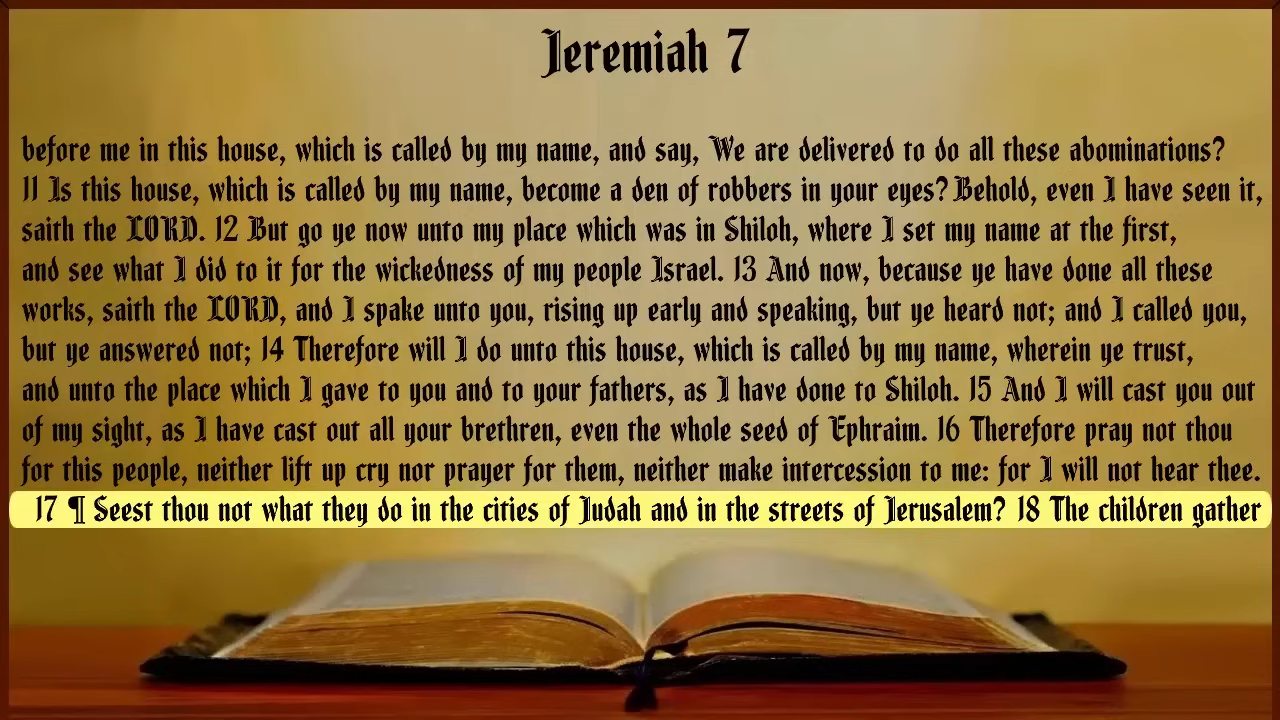 Jeremiah 7
before me in this house, which is called by my name, and say, We are delivered to do all these abominations?
11 Is this house, which is called by my name, become a den of robbers in your eyes? Behold, even I have seen it,
saith the LORD. 12 But go ye now unto my place which was in Shiloh, where I set my name at the first,
and see what I did to it for the wickedness of my people Israel. 13 And now, because ye have done all these
works, saith the LORD, and I spake unto you, rising up early and speaking, but ye heard not; and I called you,
but ye answered not; 14 Therefore will I do unto this house, which is called by my name, wherein ye trust,
and unto the place which I gave to you and to your fathers, as I have done to Shiloh. 15 And I will cast you out
of my sight, as I have cast out all your brethren, even the whole seed of Ephraim. 16 Therefore pray not thou
for this people, neither lift up cry nor prayer for them, neither make intercession to me: for I will not hear thee.
17 ¶ Seest thou not what they do in the cities of Judah and in the streets of Jerusalem? 18 The children gather